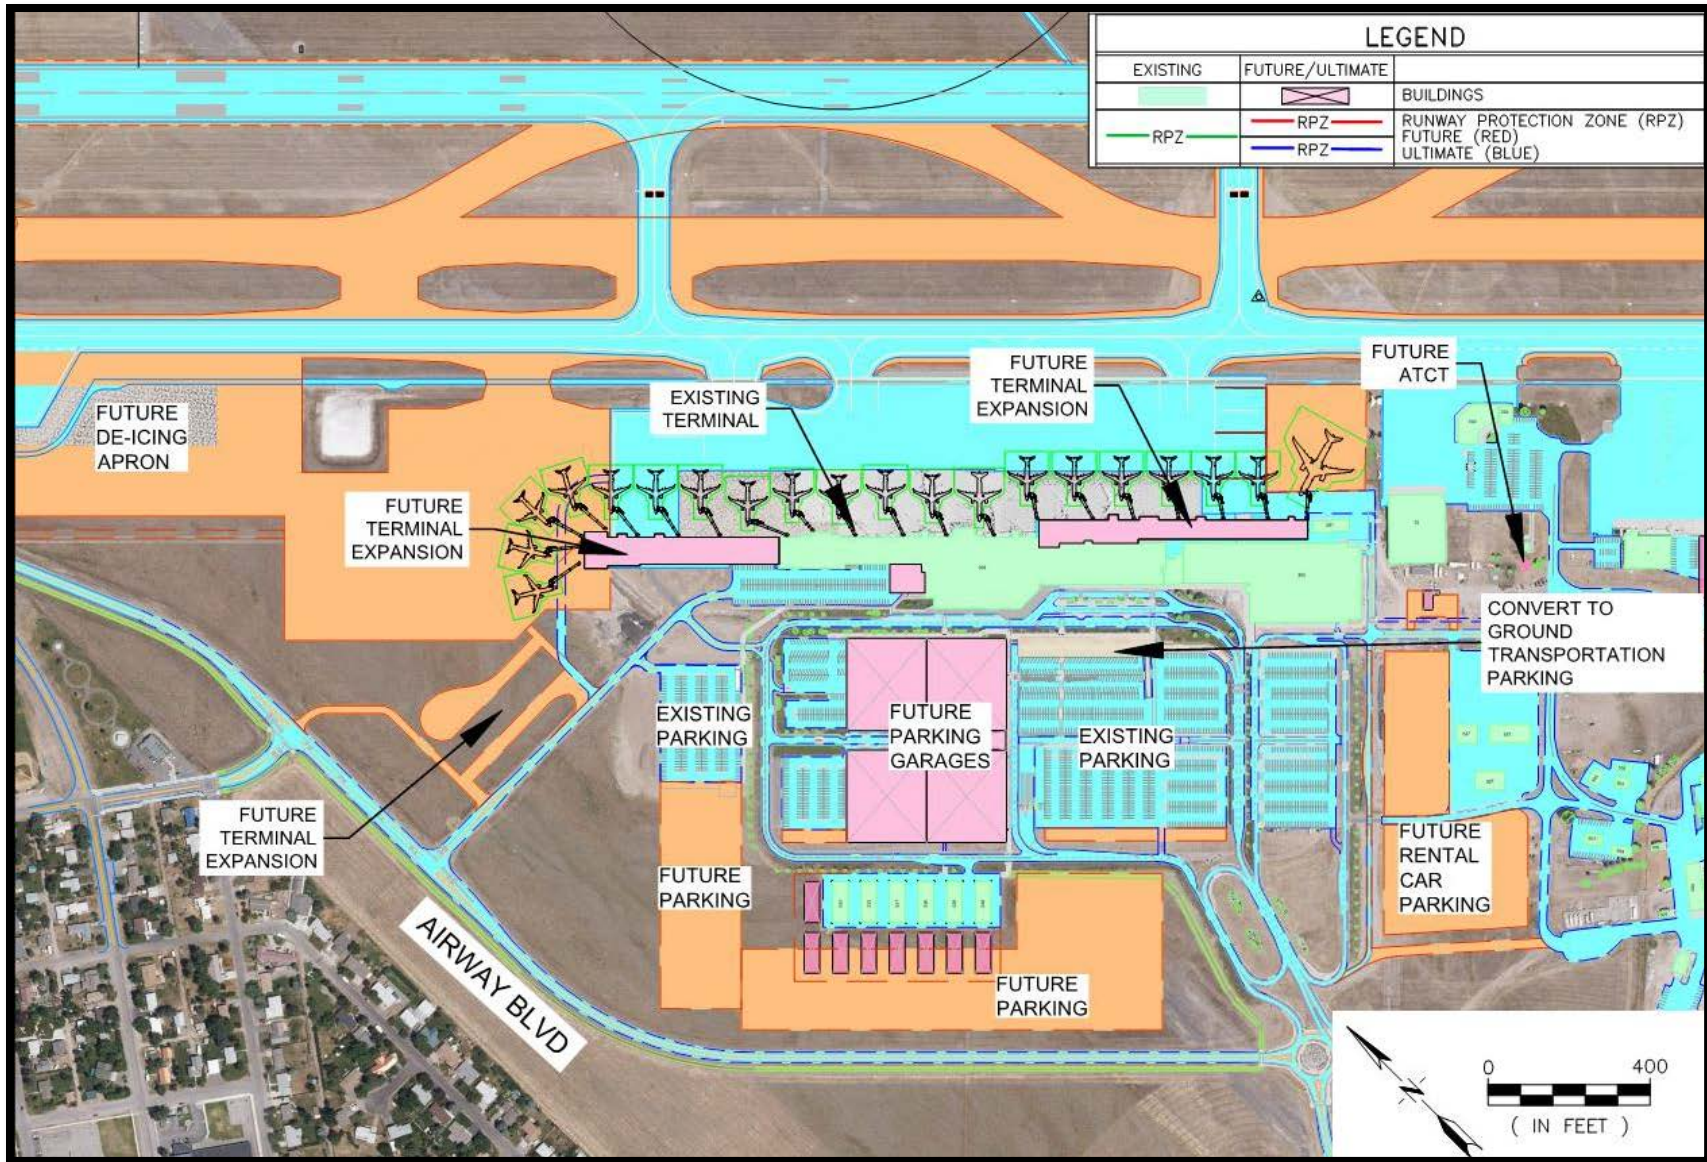 LEGEND
EXISTING
FUTURE/ULTIMATE
BUILDINGS
RPZ
RPZ
RPZ
RUNWAY PROTECTION ZONE (RPZ)
FUTURE (RED)
ULTIMATE (BLUE)
FUTURE
DE-ICING
APRON
EXISTING
TERMINAL
FUTURE
TERMINAL
EXPANSION
FUTURE
ATCT
FUTURE
TERMINAL
EXPANSION
CONVERT TO
GROUND
TRANSPORTATION
PARKING
EXISTING
PARKING
FUTURE
PARKING
GARAGES
EXISTING
PARKING
FUTURE
TERMINAL
EXPANSION
FUTURE
RENTAL
CAR
PARKING
FUTURE
PARKING
AIRWAY BLVD
FUTURE
PARKING
N
0 400
( IN FEET )